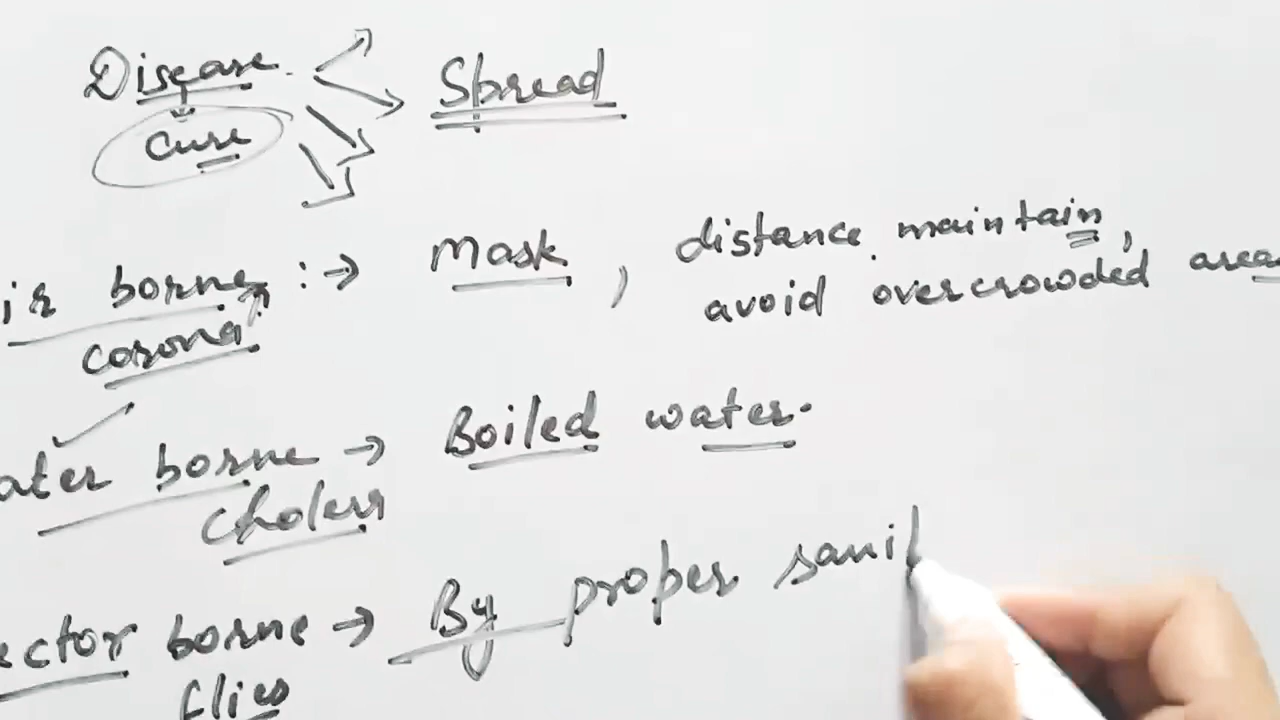 Disease. Spread
Cure
ir borne :→ Mask, distance maintain,
avoid overcrowded area
corona
ater borne → Boiled water.
ector borne → By proper sani
flies